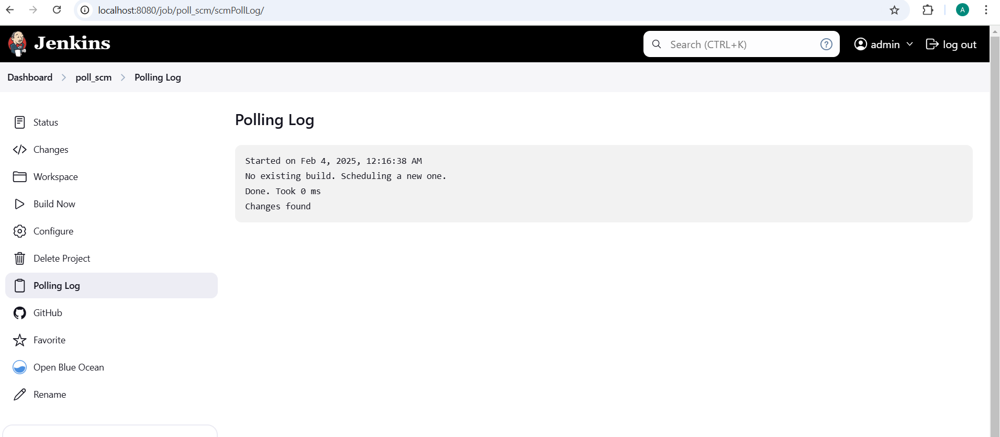 localhost:8080/job/poll_scm/scmPollLog/
A
Jenkins
Search (CTRL+K)
?
admin
log out
Dashboard
poll_scm
Polling Log
Status
Changes
Workspace
Build Now
Configure
Delete Project
Polling Log
GitHub
Favorite
Open Blue Ocean
Rename
Polling Log
Started on Feb 4, 2025, 12:16:38 AM
No existing build. Scheduling a new one.
Done. Took 0 ms
Changes found